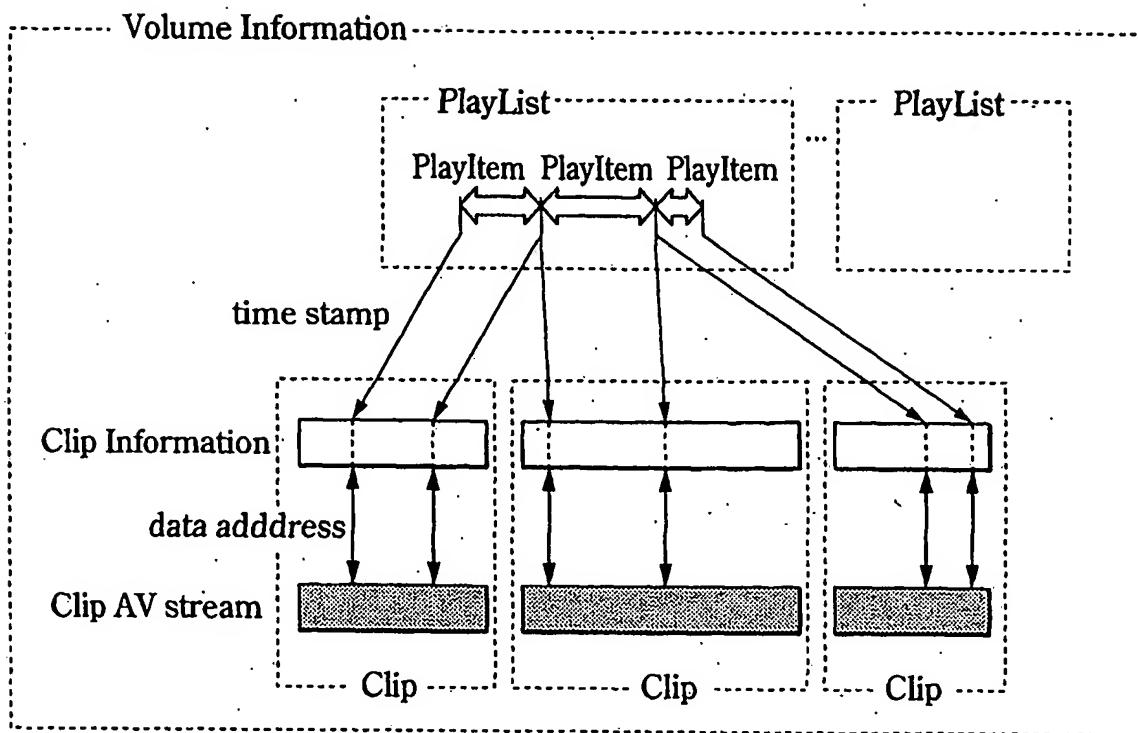 Volume Information
PlayList
... PlayList
PlayItem PlayItem PlayItem
time stamp
Clip Information
data adddress
Clip AV stream
Clip Clip Clip